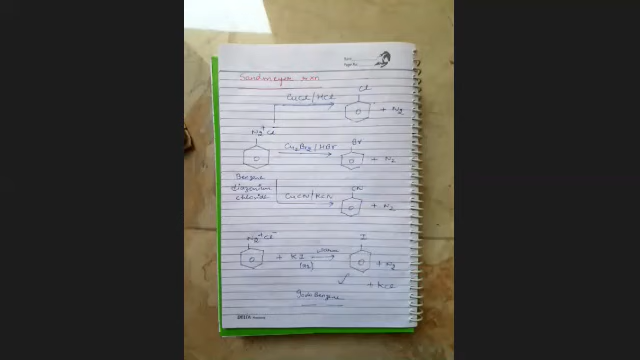 Sandmeyer rxn
Cl
CuCl/HCl
+ N2
N2+Cl-
Br
Cu2Br2/HBr
+ N2
Benzene
diazonium
chloride
CN
CuCN/KCN
+ N2
N2+Cl-
I
+ KI
+ N2
+ KCl
Iodo Benzene